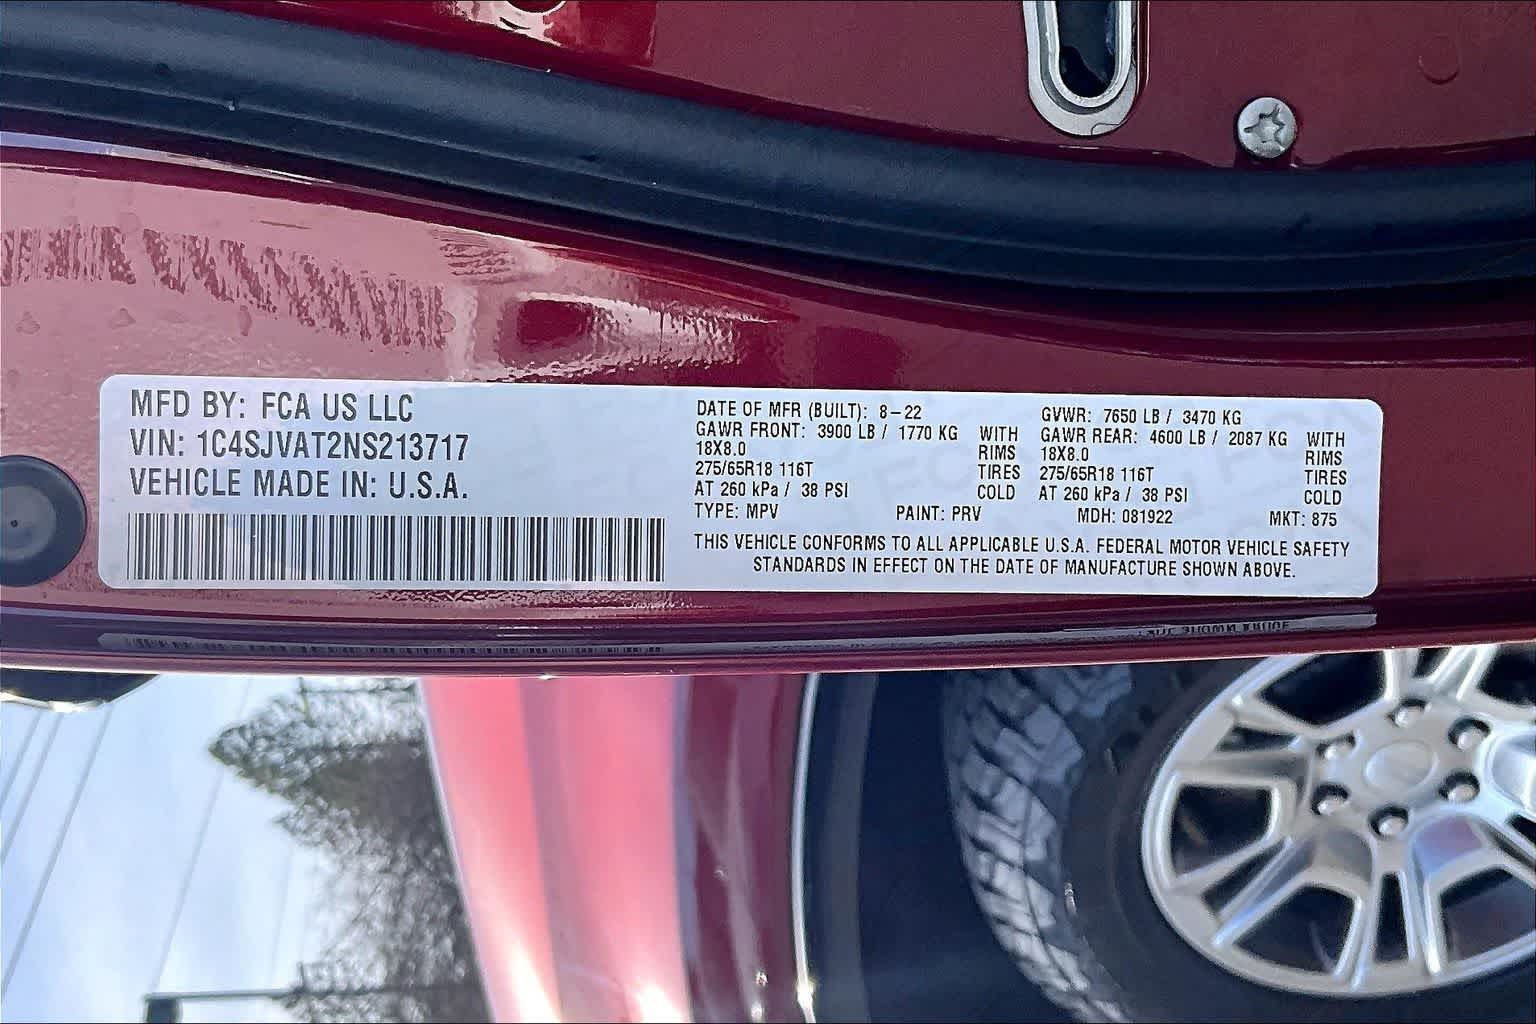 MFD BY: FCA US LLC
VIN: 1C4SJVAT2NS213717
VEHICLE MADE IN: U.S.A.
DATE OF MFR (BUILT): 8-22 GVWR: 7650 LB / 3470 KG
GAWR FRONT: 3900 LB / 1770 KG WITH GAWR REAR: 4600 LB / 2087 KG WITH
18X8.0 RIMS 18X8.0 RIMS
275/65R18 116T TIRES 275/65R18 116T TIRES
AT 260 kPa / 38 PSI COLD AT 260 kPa / 38 PSI COLD
TYPE: MPV PAINT: PRV MDH: 081922 MKT: 875
THIS VEHICLE CONFORMS TO ALL APPLICABLE U.S.A. FEDERAL MOTOR VEHICLE SAFETY
STANDARDS IN EFFECT ON THE DATE OF MANUFACTURE SHOWN ABOVE.